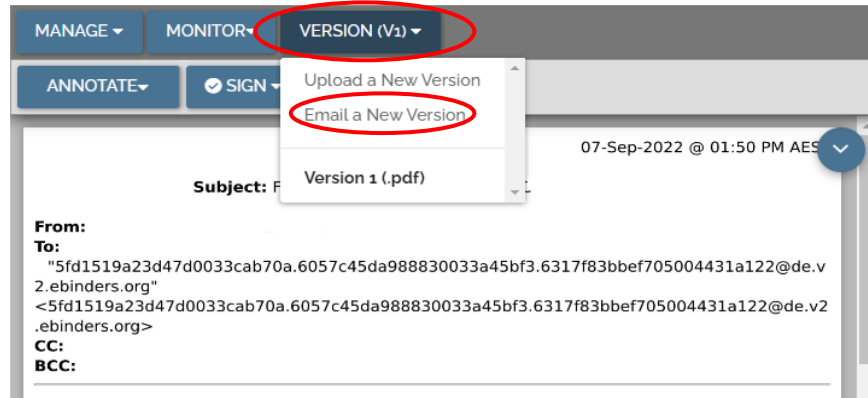 MANAGE MONITOR VERSION (V1)
ANNOTATE SIGN
Upload a New Version
Email a New Version
Version 1 (.pdf)
07-Sep-2022 @ 01:50 PM AES
Subject: F
From:
To:
"5fd1519a23d47d0033cab70a.6057c45da988830033a45bf3.6317f83bbef705004431a122@de.v
2.ebinders.org"
<5fd1519a23d47d0033cab70a.6057c45da988830033a45bf3.6317f83bbef705004431a122@de.v2
.ebinders.org>
CC:
BCC: